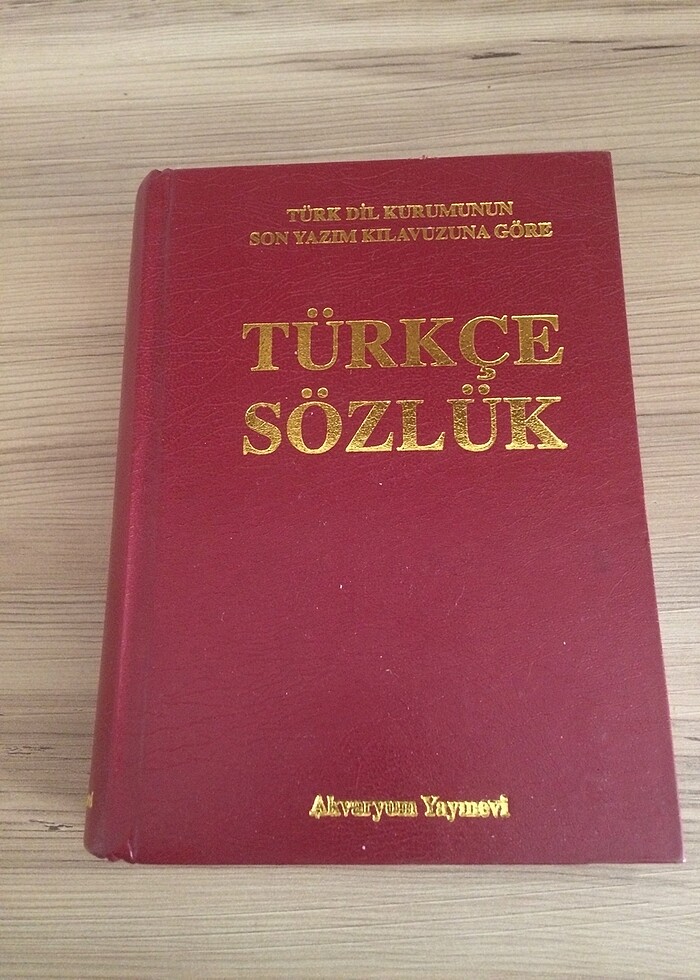 TÜRK DİL KURUMUNUN
SON YAZIM KILAVUZUNA GÖRE
TÜRKÇE
SÖZLÜK
Akvaryum Yayınevi